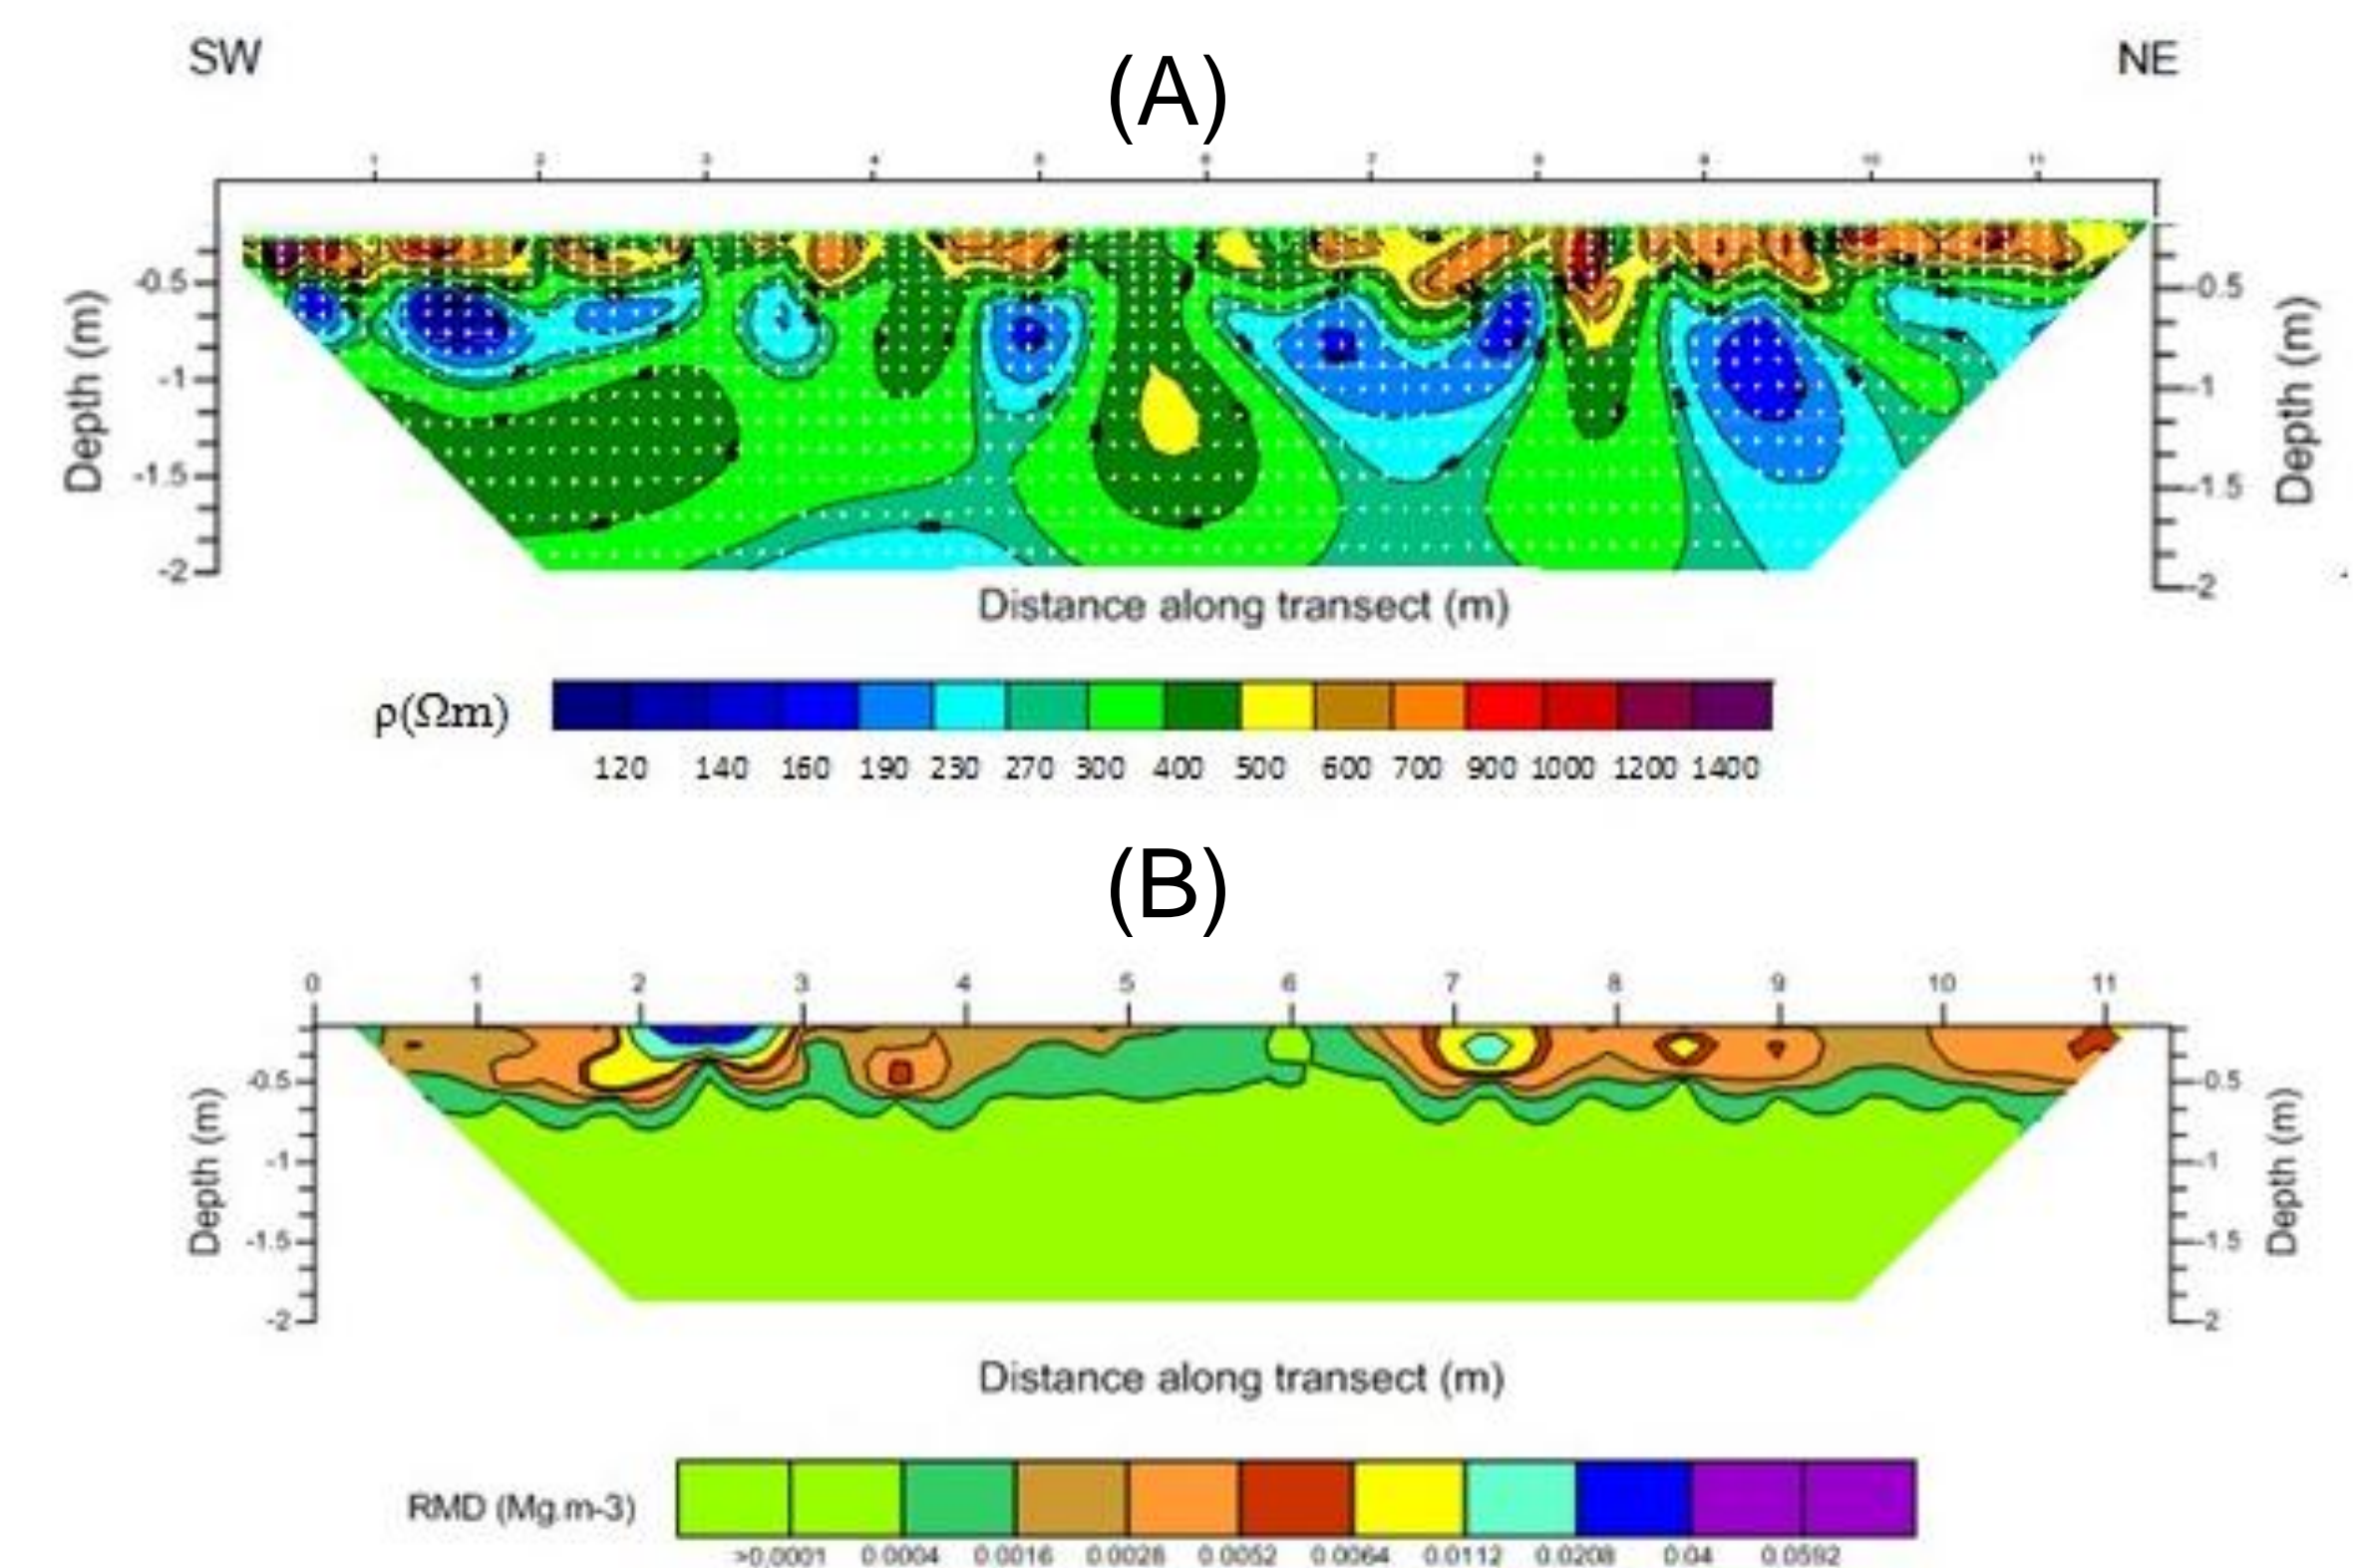 SW NE
(A)
1 2 3 4 5 6 7 8 9 10 11
-0.5 -0.5
-1 -1
-1.5 -1.5
-2 -2
Depth (m) Depth (m)
Distance along transect (m)
ρ(Ωm)
120 140 160 190 230 270 300 400 500 600 700 900 1000 1200 1400
(B)
0 1 2 3 4 5 6 7 8 9 10 11
-0.5 -0.5
-1 -1
-1.5 -1.5
-2 -2
Depth (m) Depth (m)
Distance along transect (m)
RMD (Mg.m-3)
>0.0001 0.0004 0.0016 0.0028 0.0052 0.0064 0.0112 0.0208 0.04 0.0592